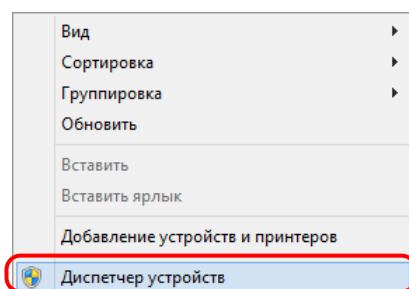 Вид
Сортировка
Группировка
Обновить
Вставить
Вставить ярлык
Добавление устройств и принтеров
Диспетчер устройств